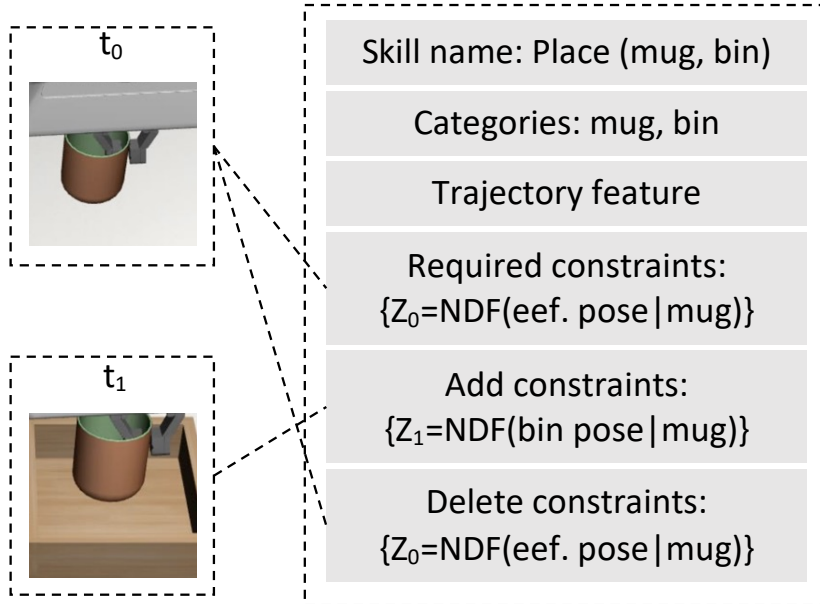 t₀
t₁
Skill name: Place (mug, bin)
Categories: mug, bin
Trajectory feature
Required constraints:
{Z₀=NDF(eef. pose|mug)}
Add constraints:
{Z₁=NDF(bin pose|mug)}
Delete constraints:
{Z₀=NDF(eef. pose|mug)}